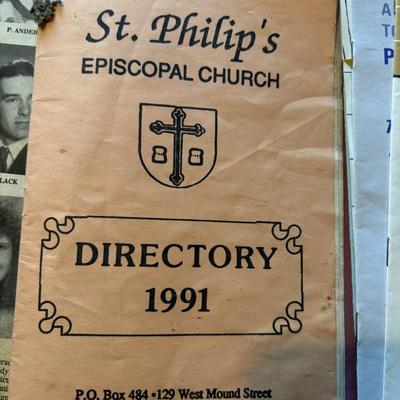 P. ANDER
LACK
St. Philip's
EPISCOPAL CHURCH
DIRECTORY
1991
P.O. Box 484 • 129 West Mound Street